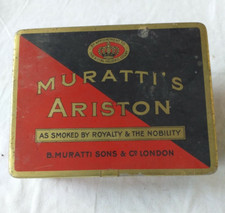 MURATTI'S
ARISTON
AS SMOKED BY ROYALTY & THE NOBILITY
B. MURATTI SONS & Cº LONDON